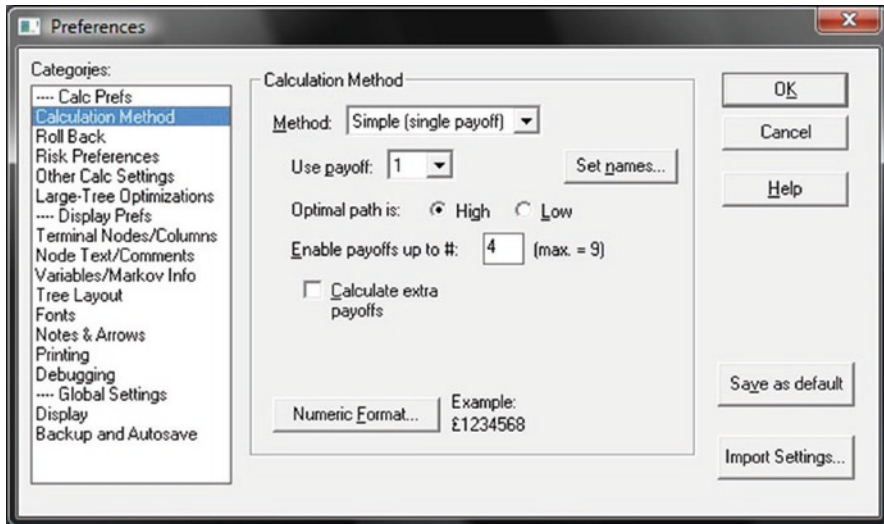 Preferences
Categories:
---- Calc Prefs
Calculation Method
Roll Back
Risk Preferences
Other Calc Settings
Large-Tree Optimizations
---- Display Prefs
Terminal Nodes/Columns
Node Text/Comments
Variables/Markov Info
Tree Layout
Fonts
Notes & Arrows
Printing
Debugging
---- Global Settings
Display
Backup and Autosave
Calculation Method
Method: Simple (single payoff)
Use payoff: 1 Set names...
Optimal path is: High Low
Enable payoffs up to #: 4 (max. = 9)
Calculate extra
payoffs
Numeric Format... Example:
£1234568
OK
Cancel
Help
Save as default
Import Settings...